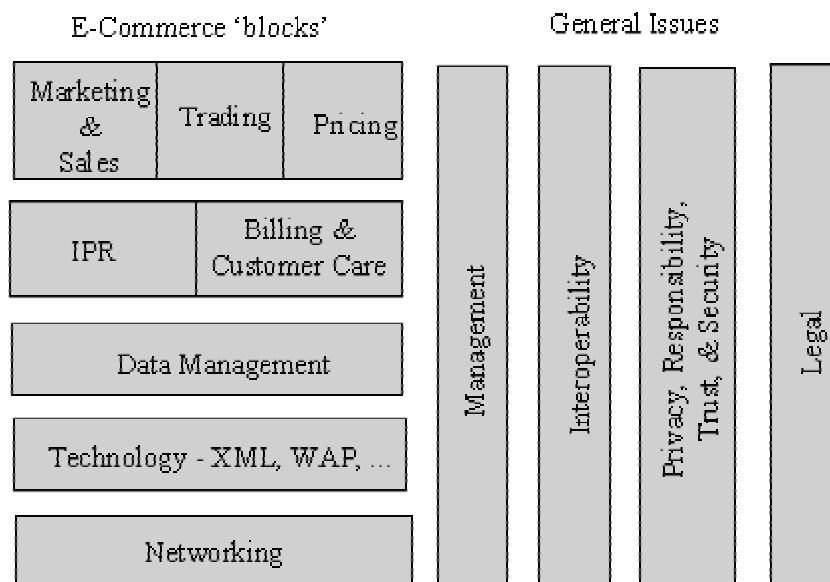 E-Commerce ‘blocks’
General Issues
Marketing
&
Sales
Trading
Pricing
IPR
Billing &
Customer Care
Data Management
Technology - XML, WAP, ...
Networking
Management
Interoperability
Privacy, Responsibility,
Trust, & Security
Legal